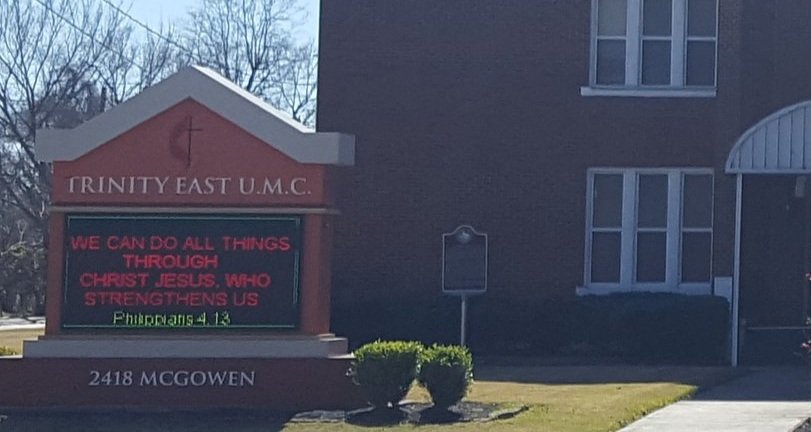 TRINITY EAST U.M.C.
WE CAN DO ALL THINGS
THROUGH
CHRIST JESUS, WHO
STRENGTHENS US
Philippians 4.13
2418 MCGOWEN